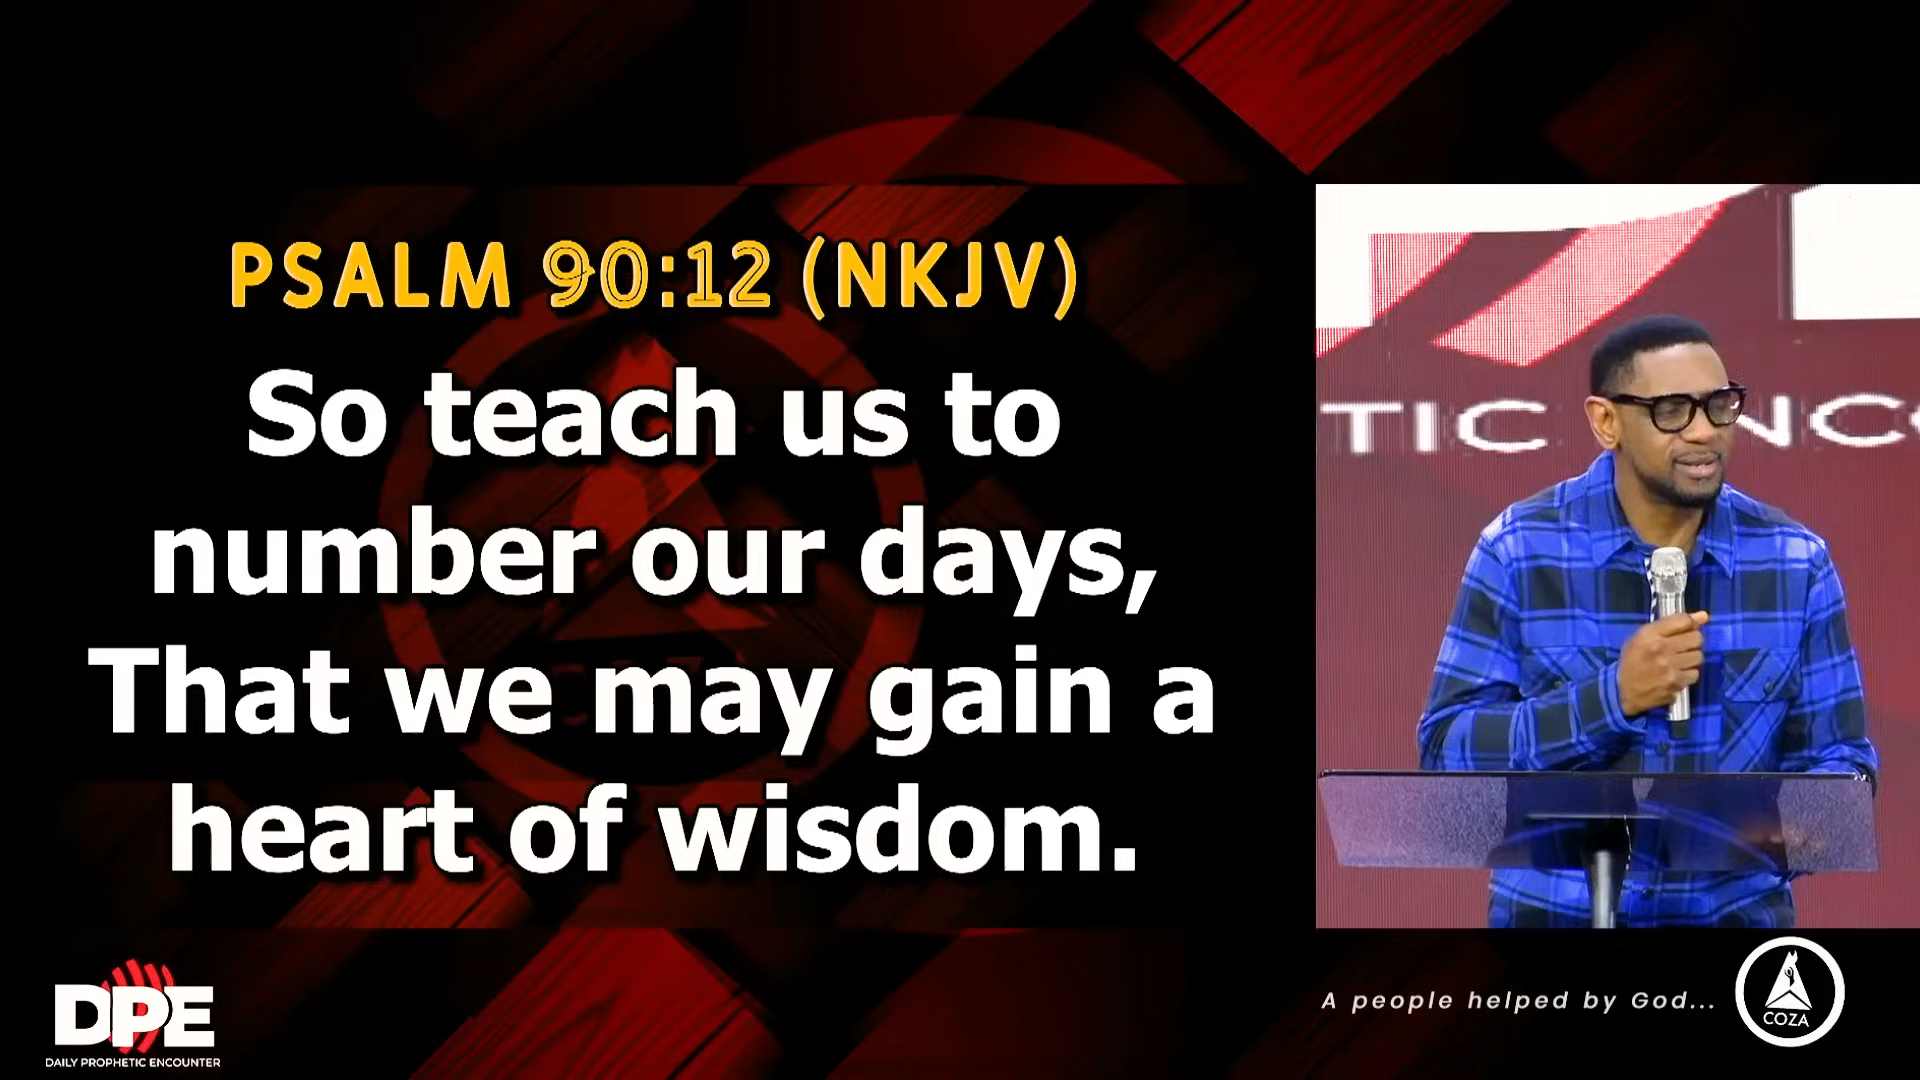 PSALM 90:12 (NKJV)
So teach us to
number our days,
That we may gain a
heart of wisdom.
TIC ENCO
DPE
DAILY PROPHETIC ENCOUNTER
A people helped by God...
COZA